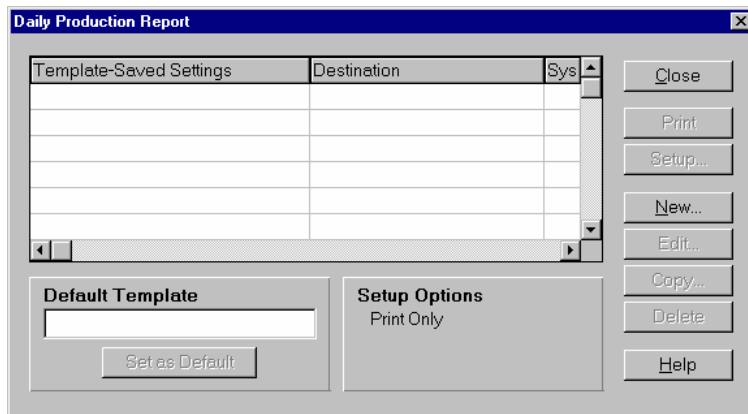 Daily Production Report
Template-Saved Settings Destination Sys
Close
Print
Setup...
New...
Edit...
Copy...
Delete
Help
Default Template
Set as Default
Setup Options
Print Only